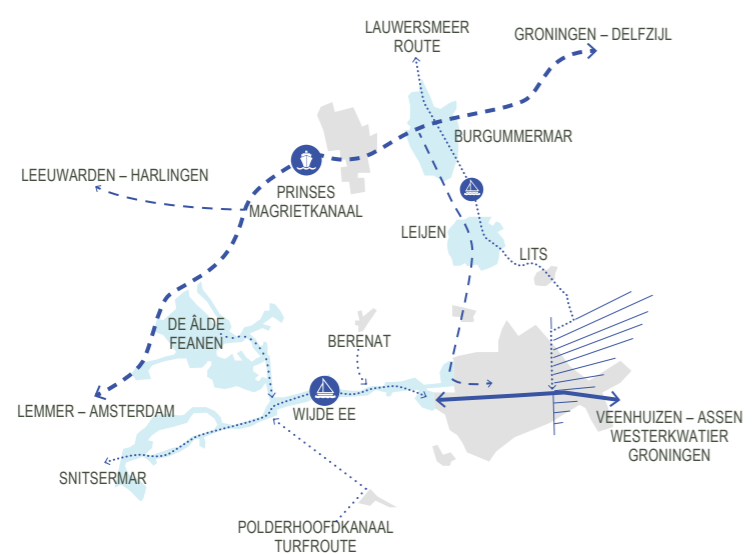 LAUWERSMEER
ROUTE
GRONINGEN – DELFZIJL
BURGUMMERMAR
LEEUWARDEN – HARLINGEN
PRINSES
MAGRIETKANAAL
LEIJEN
LITS
DE ÂLDE
FEANEN
BERENAT
LEMMER – AMSTERDAM
WIJDE EE
VEENHUIZEN – ASSEN
WESTERKWATIER
GRONINGEN
SNITSERMAR
POLDERHOOFDKANAAL
TURFROUTE